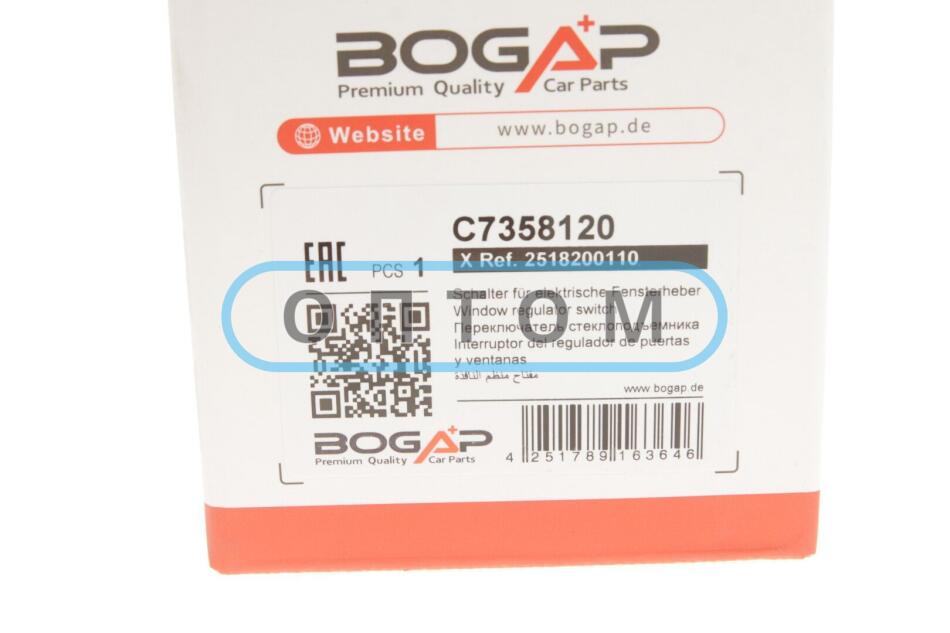 BOGAP
Premium Quality Car Parts
Website www.bogap.de
C7358120
X Ref. 2518200110
EAC PCS 1
Schalter für elektrische Fensterheber
Window regulator switch
Переключатель стеклоподъемника
Interruptor del regulador de puertas
y ventanas
مفتاح منظم النافذة
www.bogap.de
ОПТОМ
BOGAP
Premium Quality Car Parts
4 251789 163646